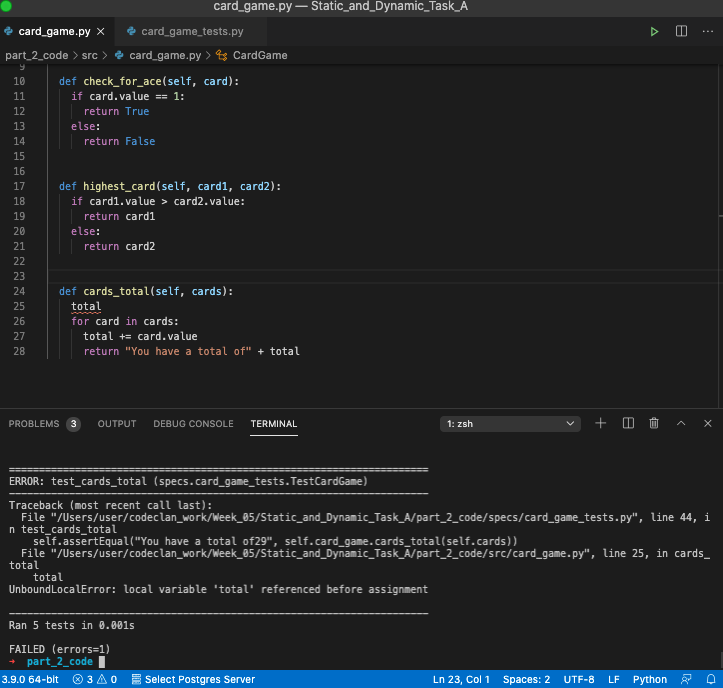 card_game.py — Static_and_Dynamic_Task_A
card_game.py card_game_tests.py
part_2_code > src > card_game.py > CardGame
9
10 def check_for_ace(self, card):
11 if card.value == 1:
12 return True
13 else:
14 return False
15
16
17 def highest_card(self, card1, card2):
18 if card1.value > card2.value:
19 return card1
20 else:
21 return card2
22
23
24 def cards_total(self, cards):
25 total
26 for card in cards:
27 total += card.value
28 return "You have a total of" + total
PROBLEMS 3 OUTPUT DEBUG CONSOLE TERMINAL 1: zsh
======================================================================
ERROR: test_cards_total (specs.card_game_tests.TestCardGame)
----------------------------------------------------------------------
Traceback (most recent call last):
File "/Users/user/codeclan_work/Week_05/Static_and_Dynamic_Task_A/part_2_code/specs/card_game_tests.py", line 44, i
n test_cards_total
self.assertEqual("You have a total of29", self.card_game.cards_total(self.cards))
File "/Users/user/codeclan_work/Week_05/Static_and_Dynamic_Task_A/part_2_code/src/card_game.py", line 25, in cards_
total
total
UnboundLocalError: local variable 'total' referenced before assignment
----------------------------------------------------------------------
Ran 5 tests in 0.001s
FAILED (errors=1)
→ part_2_code
3.9.0 64-bit 3 0 Select Postgres Server Ln 23, Col 1 Spaces: 2 UTF-8 LF Python